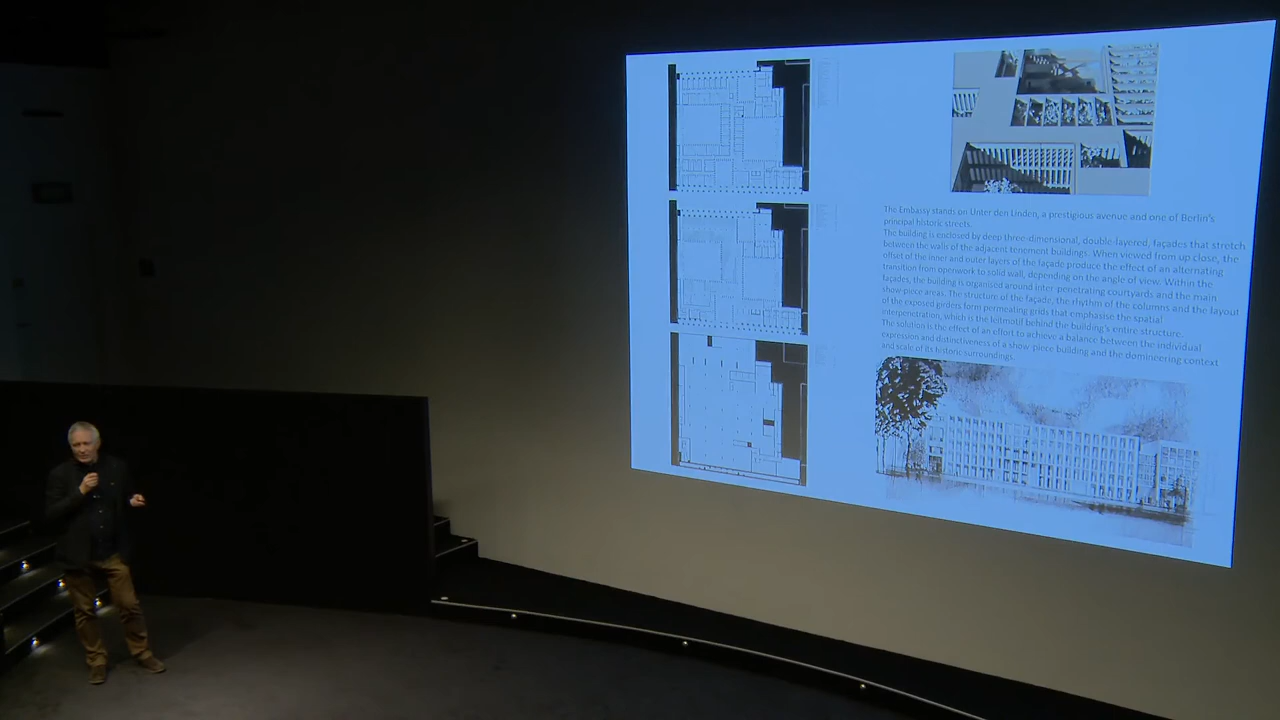 The Embassy stands on Unter den Linden, a prestigious avenue and one of Berlin's
principal historic streets.
The building is enclosed by deep three-dimensional, double-layered, façades that stretch
between the walls of the adjacent tenement buildings. When viewed from up close, the
offset of the inner and outer layers of the façade produce the effect of an alternating
transition from openwork to solid wall, depending on the angle of view. Within the
façades, the building is organised around inter-penetrating courtyards and the main
show-piece areas. The structure of the façade, the rhythm of the columns and the layout
of the exposed girders form permeating grids that emphasise the spatial
interpenetration, which is the leitmotif behind the building's entire structure.
The solution is the effect of an effort to achieve a balance between the individual
expression and distinctiveness of a show-piece building and the domineering context
and scale of its historic surroundings.